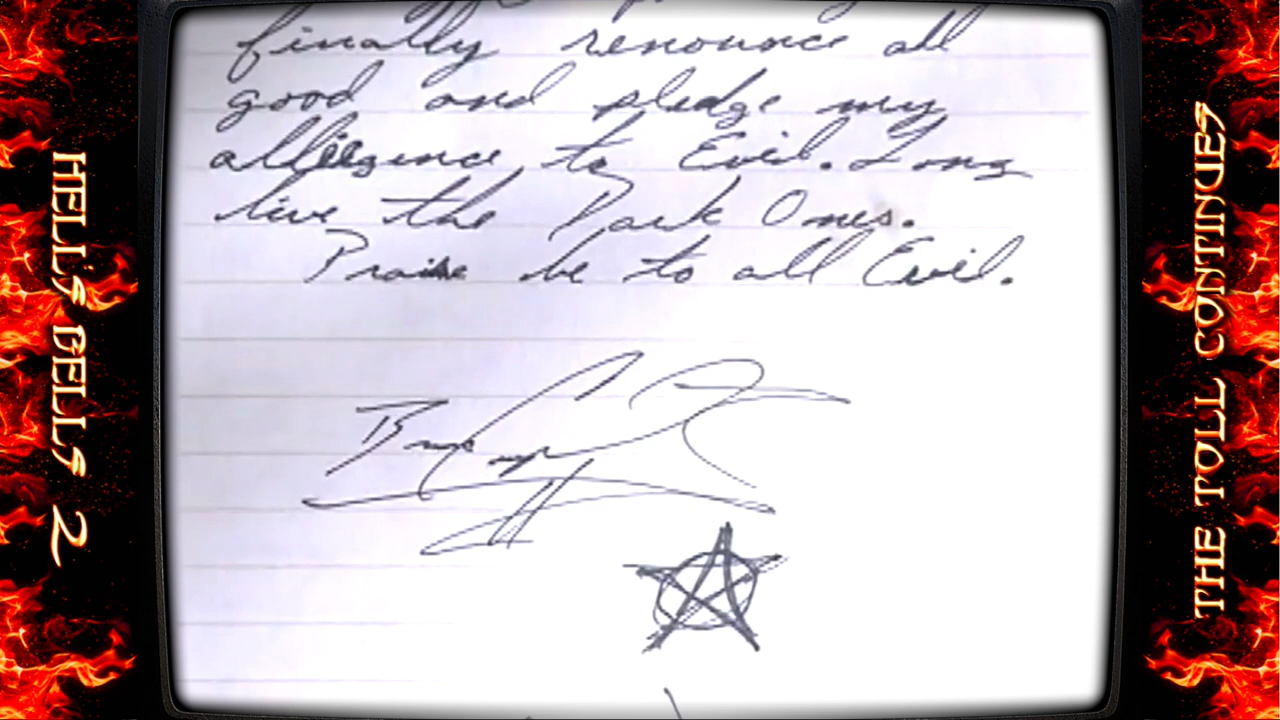 finally renounce all
good and pledge my
alliegence to Evil. Long
live the Dark Ones.
Praise be to all Evil.
HELL'S BELLS 2
THE TOLL CONTINUES